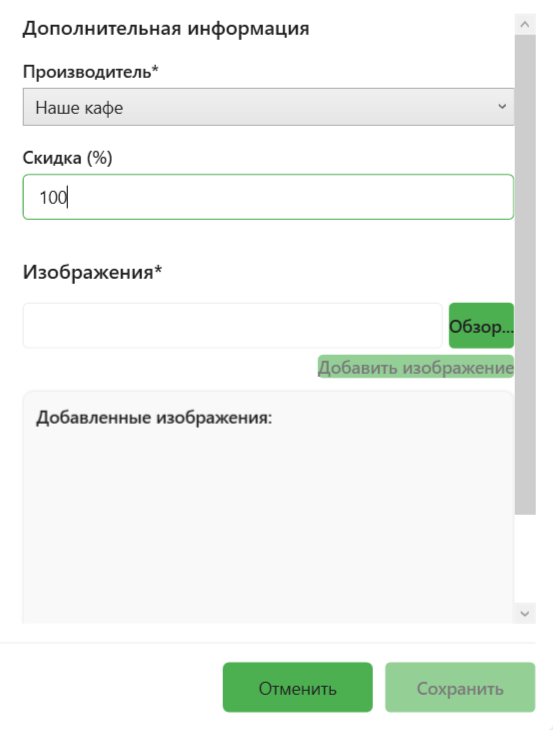 Дополнительная информация
Производитель*
Наше кафе
Скидка (%)
100
Изображения*
Обзор...
Добавить изображение
Добавленные изображения:
Отменить
Сохранить